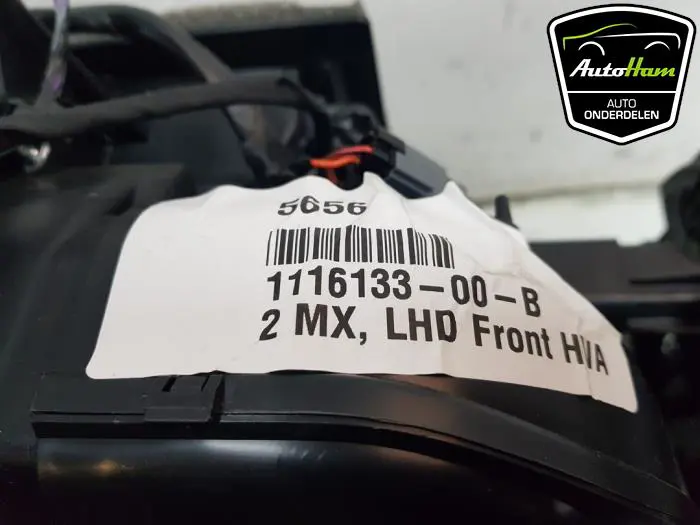 AutoHam
AUTO
ONDERDELEN
5656
1116133-00-B
2 MX, LHD Front HVA